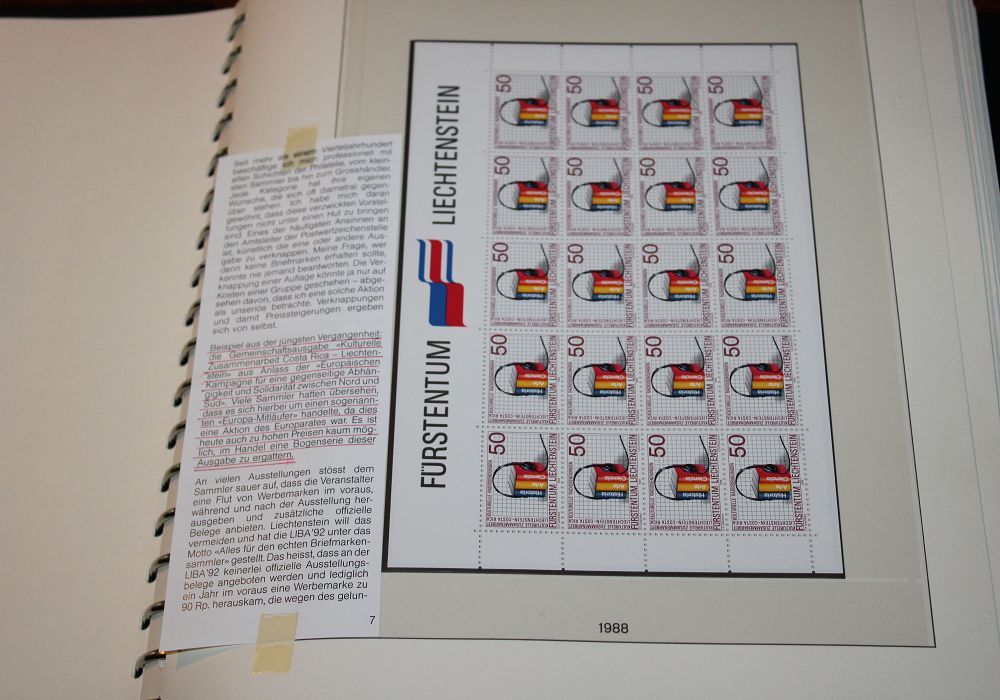 Seit mehr als einem Vierteljahrhundert
beschäftige ich mich professionell mit
allen Schichten der Philatelie, vom klein-
sten Sammler bis hin zum Grosshändler.
Jede Kategorie hat ihre eigenen
Wünsche, die sich oft diametral gegen-
über stehen. Ich habe mich daran
gewöhnt, dass diese verzwickten Vorstel-
lungen nicht unter einen Hut zu bringen
sind. Eines der häufigsten Ansinnen an
den Amtsleiter der Postwertzeichenstelle
ist, künstlich die eine oder andere Aus-
gabe zu verknappen. Meine Frage, wer
denn keine Briefmarken erhalten sollte,
konnte nie jemand beantworten. Die Ver-
knappung einer Auflage könnte ja nur auf
Kosten einer Gruppe geschehen – abge-
sehen davon, dass ich eine solche Aktion
als unseriös betrachte. Verknappungen
und damit Preissteigerungen ergeben
sich von selbst.
Beispiel aus der jüngsten Vergangenheit:
die Gemeinschaftsausgabe «Kulturelle
Zusammenarbeit Costa Rica – Liechten-
stein» aus Anlass der «Europäischen
Kampagne für eine gegenseitige Abhän-
gigkeit und Solidarität zwischen Nord und
Süd». Viele Sammler hatten übersehen,
dass es sich hierbei um einen sogenann-
ten «Europa-Mitläufer» handelte, da dies
eine Aktion des Europarates war. Es ist
heute auch zu hohen Preisen kaum mög-
lich, im Handel eine Bogenserie dieser
Ausgabe zu ergattern.
An vielen Ausstellungen stösst dem
Sammler sauer auf, dass die Veranstalter
eine Flut von Werbemarken im voraus,
während und nach der Ausstellung her-
ausgeben und zusätzliche offizielle
Belege anbieten. Liechtenstein will das
vermeiden und hat die LIBA'92 unter das
Motto «Alles für den echten Briefmarken-
sammler» gestellt. Das heisst, dass an der
LIBA'92 keinerlei offizielle Ausstellungs-
belege angeboten werden und lediglich
ein Jahr im voraus eine Werbemarke zu
90 Rp. herauskam, die wegen des gelun-
7
FÜRSTENTUM LIECHTENSTEIN
50
Historia
Arte
Ciencia
FÜRSTENTUM LIECHTENSTEIN
KULTURELLE ZUSAMMENARBEIT
LIECHTENSTEIN-COSTA RICA
1988